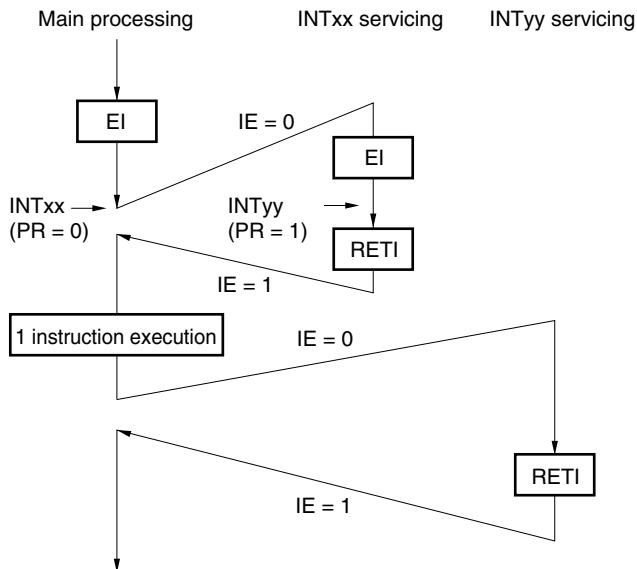 Main processing
INTxx servicing
INTyy servicing
EI
IE = 0
EI
INTxx
(PR = 0)
INTyy
(PR = 1)
RETI
IE = 1
1 instruction execution
IE = 0
RETI
IE = 1